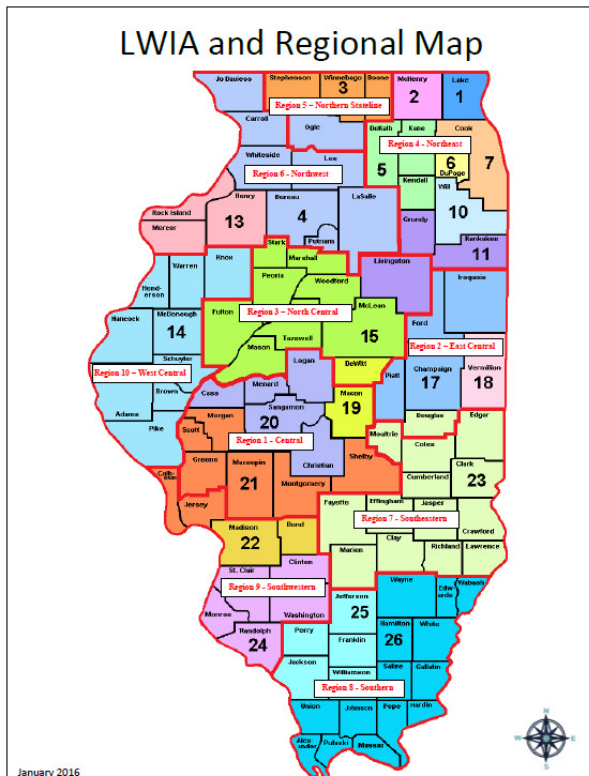 LWIA and Regional Map
Jo Daviess
Stephenson
Winnebago
Boone
McHenry
Lake
3
2
1
Region 5 – Northern Stateline
Carroll
Ogle
DeKalb
Kane
Cook
Region 4 - Northeast
7
Whiteside
Lee
5
6
DuPage
Region 6 - Northwest
Kendall
Will
10
Rock Island
Henry
13
Bureau
4
LaSalle
Grundy
Mercer
Putnam
Kankakee
11
Stark
Marshall
Knox
Warren
Peoria
Woodford
Livingston
Iroquois
Hend-
erson
Region 3 – North Central
McLean
Ford
Hancock
McDonough
14
Fulton
15
Region 2 – East Central
Mason
Tazewell
Schuyler
Logan
DeWitt
Champaign
17
Vermilion
18
Region 10 – West Central
Cass
Menard
Piatt
Brown
Macon
19
Adams
Sangamon
20
Douglas
Edgar
Pike
Morgan
Scott
Moultrie
Coles
Region 1 – Central
Christian
Shelby
Greene
Macoupin
21
Montgomery
Cumberland
Clark
23
Cal-
houn
Jersey
Fayette
Effingham
Jasper
Region 7 – Southeastern
Crawford
Madison
22
Bond
Clay
Richland
Lawrence
Marion
Clinton
St. Clair
Wayne
Edw-
ards
Wabash
Region 9 – Southwestern
Jefferson
25
Monroe
Washington
Randolph
24
Perry
Hamilton
26
White
Franklin
Jackson
Williamson
Saline
Gallatin
Region 8 - Southern
Union
Johnson
Pope
Hardin
Alex-
ander
Pulaski
Massac
N
W
E
S
January 2016